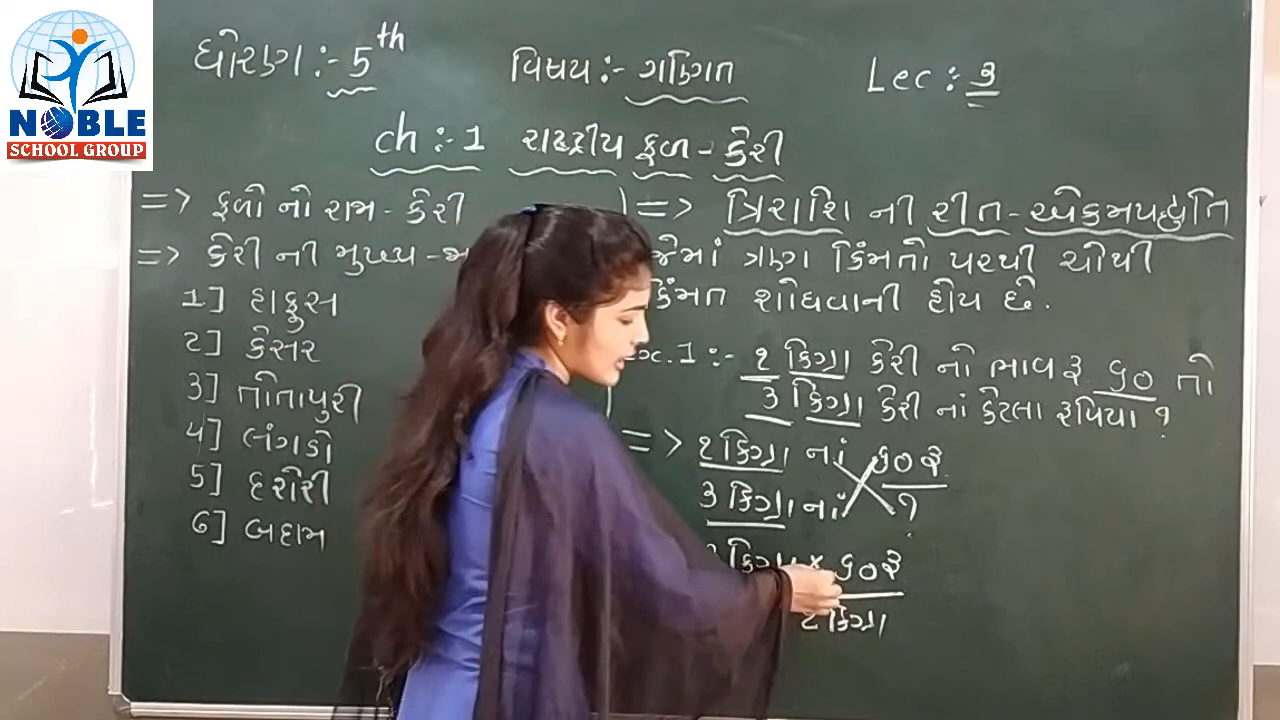 NOBLE
SCHOOL GROUP
ધોરણ :- 5th
વિષય :- ગણિત
Lec : ૩
ch :- 1 રાષ્ટ્રીય ફળ - કેરી
=> ફળો નો રાજા - કેરી
=> કેરી ની મુખ્ય -
1] હાફુસ
2] કેસર
3] તોતાપુરી
4] લંગડો
5] દશેરી
6] બદામ
=> ત્રિરાશિ ની રીત - એકમપદ્ધતિ
જેમાં ત્રણ કિંમતો પરથી ચોથી
કિંમત શોધવાની હોય છે.
1 :- ૨ કિગ્રા કેરી નો ભાવ રૂ ૬૦ તો
૩ કિગ્રા કેરી નાં કેટલા રૂપિયા ?
=> ૨ કિગ્રા નાં ૬૦ રૂ
૩ કિગ્રા નાં ?
કિગ્રા × ૬૦ રૂ
૨ કિગ્રા